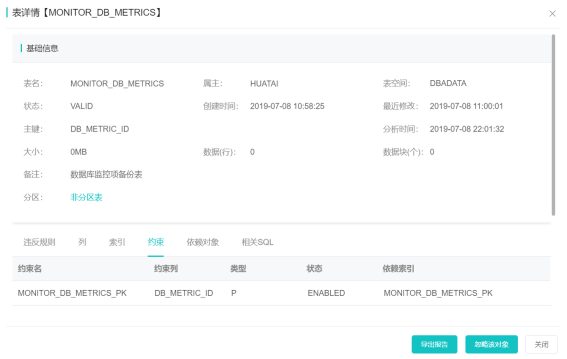 表详情【MONITOR_DB_METRICS】
基础信息
表名： MONITOR_DB_METRICS 属主： HUATAI 表空间： DBADATA
状态： VALID 创建时间： 2019-07-08 10:58:25 最近修改： 2019-07-08 11:00:01
主键： DB_METRIC_ID 分析时间： 2019-07-08 22:01:32
大小： 0MB 数据(行)： 0 数据块(个)： 0
备注： 数据库监控项备份表
分区： 非分区表
违反规则 列 索引 约束 依赖对象 相关SQL
约束名 约束列 类型 状态 依赖索引
MONITOR_DB_METRICS_PK DB_METRIC_ID P ENABLED MONITOR_DB_METRICS_PK
导出报告 忽略该对象 关闭